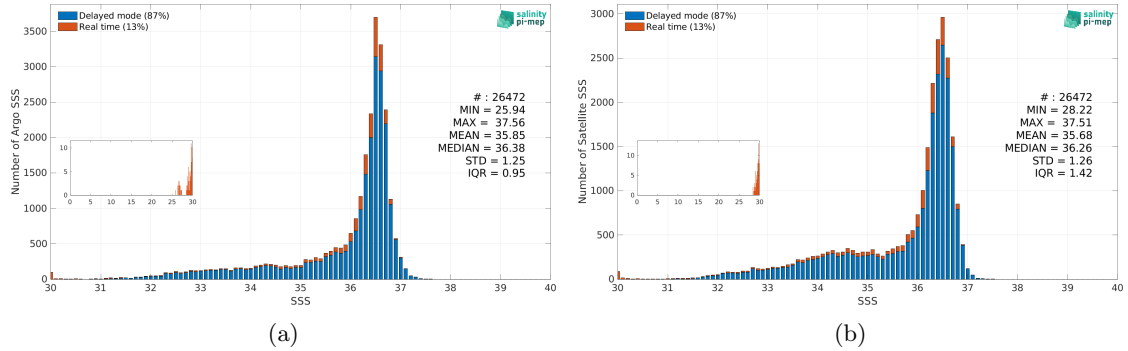 Delayed mode (87%)
Real time (13%)
salinity
pi-mep
Number of Argo SSS
3500
3000
2500
2000
1500
1000
500
0
# : 26472
MIN = 25.94
MAX = 37.56
MEAN = 35.85
MEDIAN = 36.38
STD = 1.25
IQR = 0.95
10
5
0
0 5 10 15 20 25 30
30 31 32 33 34 35 36 37 38 39 40
SSS
(a)
Delayed mode (87%)
Real time (13%)
salinity
pi-mep
Number of Satellite SSS
3000
2500
2000
1500
1000
500
0
# : 26472
MIN = 28.22
MAX = 37.51
MEAN = 35.68
MEDIAN = 36.26
STD = 1.26
IQR = 1.42
10
5
0
0 5 10 15 20 25 30
30 31 32 33 34 35 36 37 38 39 40
SSS
(b)